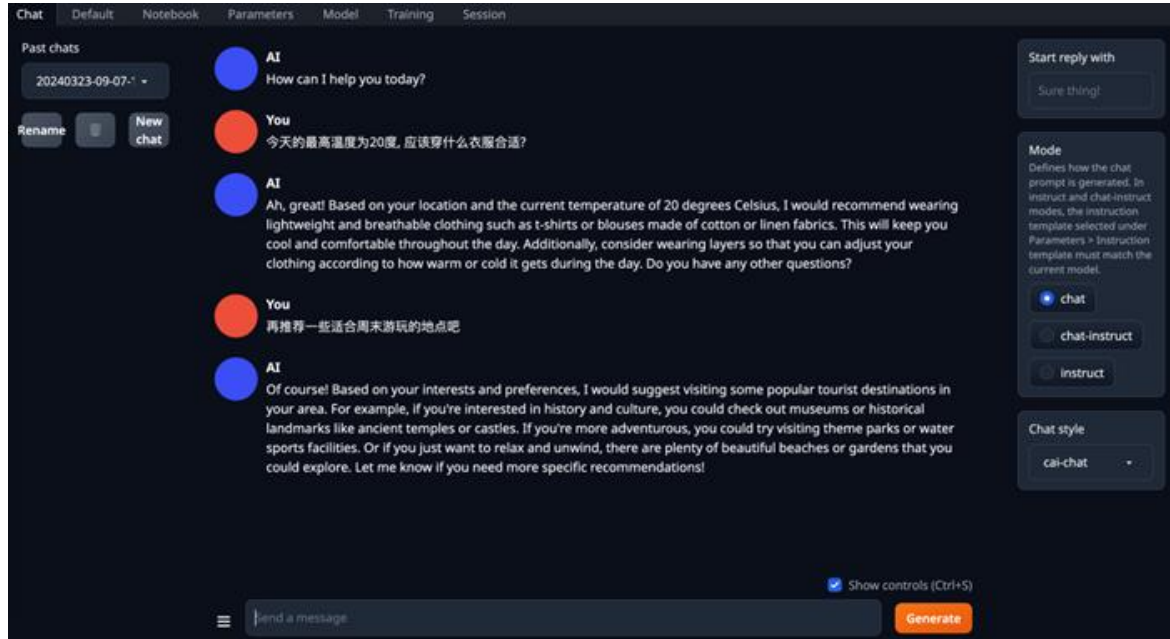 Chat Default Notebook Parameters Model Training Session
Past chats
20240323-09-07-
Rename
New
chat
AI
How can I help you today?
You
今天的最高温度为20度, 应该穿什么衣服合适?
AI
Ah, great! Based on your location and the current temperature of 20 degrees Celsius, I would recommend wearing
lightweight and breathable clothing such as t-shirts or blouses made of cotton or linen fabrics. This will keep you
cool and comfortable throughout the day. Additionally, consider wearing layers so that you can adjust your
clothing according to how warm or cold it gets during the day. Do you have any other questions?
You
再推荐一些适合周末游玩的地点吧
AI
Of course! Based on your interests and preferences, I would suggest visiting some popular tourist destinations in
your area. For example, if you're interested in history and culture, you could check out museums or historical
landmarks like ancient temples or castles. If you're more adventurous, you could try visiting theme parks or water
sports facilities. Or if you just want to relax and unwind, there are plenty of beautiful beaches or gardens that you
could explore. Let me know if you need more specific recommendations!
Show controls (Ctrl+S)
Send a message
Generate
Start reply with
Sure thing!
Mode
Defines how the chat
prompt is generated. In
instruct and chat-instruct
modes, the instruction
template selected under
Parameters > Instruction
template must match the
current model.
chat
chat-instruct
instruct
Chat style
cai-chat